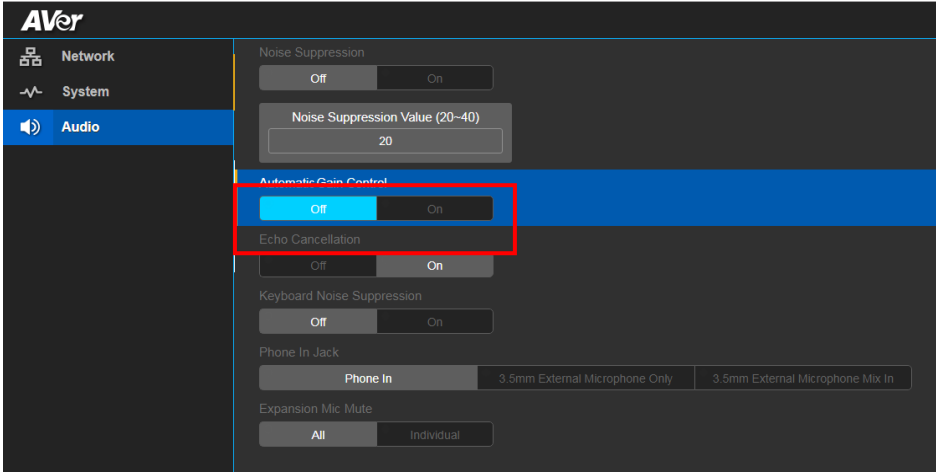 AVer
Network
System
Audio
Noise Suppression
Off On
Noise Suppression Value (20~40)
20
Automatic Gain Control
Off On
Echo Cancellation
Off On
Keyboard Noise Suppression
Off On
Phone In Jack
Phone In 3.5mm External Microphone Only 3.5mm External Microphone Mix In
Expansion Mic Mute
All Individual